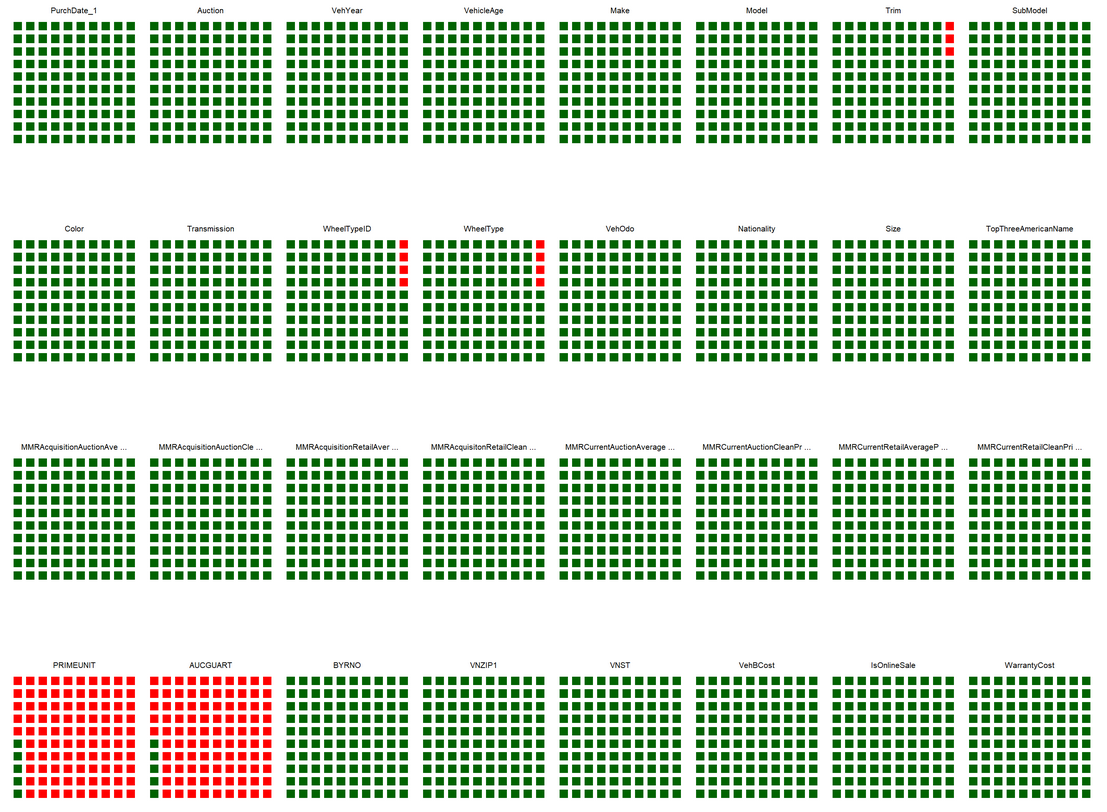 PurchDate_1 Auction VehYear VehicleAge Make Model Trim SubModel
Color Transmission WheelTypeID WheelType VehOdo Nationality Size TopThreeAmericanName
MMRAcquisitionAuctionAve ... MMRAcquisitionAuctionCle ... MMRAcquisitionRetailAver ... MMRAcquisitonRetailClean ... MMRCurrentAuctionAverage ... MMRCurrentAuctionCleanPr ... MMRCurrentRetailAverageP ... MMRCurrentRetailCleanPri ...
PRIMEUNIT AUCGUART BYRNO VNZIP1 VNST VehBCost IsOnlineSale WarrantyCost